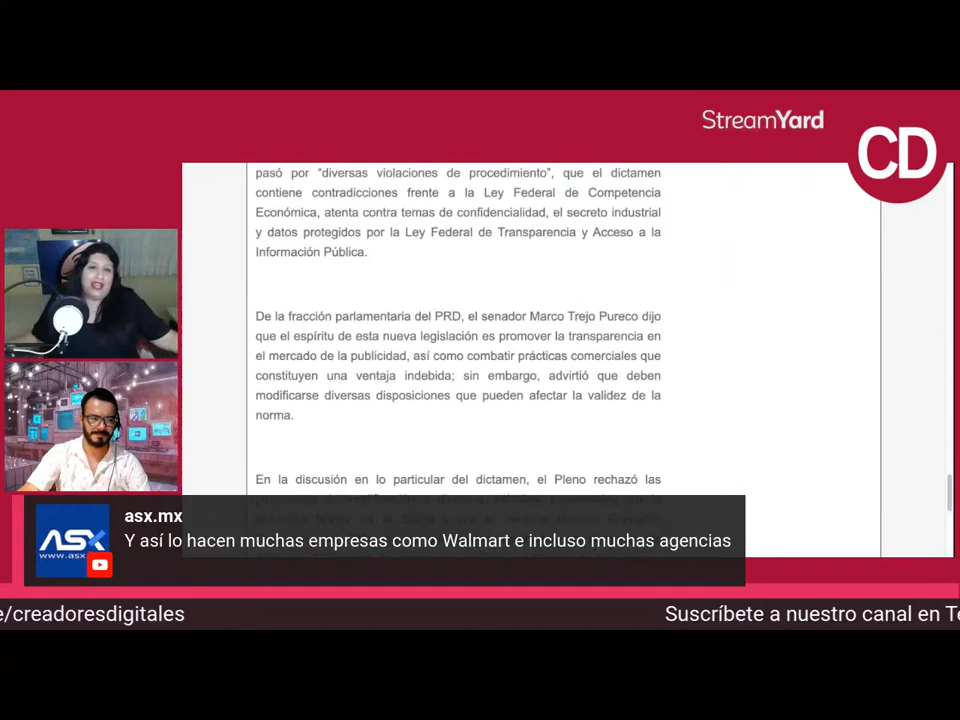 StreamYard
CD
pasó por “diversas violaciones de procedimiento”, que el dictamen
contiene contradicciones frente a la Ley Federal de Competencia
Económica, atenta contra temas de confidencialidad, el secreto industrial
y datos protegidos por la Ley Federal de Transparencia y Acceso a la
Información Pública.
De la fracción parlamentaria del PRD, el senador Marco Trejo Pureco dijo
que el espíritu de esta nueva legislación es promover la transparencia en
el mercado de la publicidad, así como combatir prácticas comerciales que
constituyen una ventaja indebida; sin embargo, advirtió que deben
modificarse diversas disposiciones que pueden afectar la validez de la
norma.
En la discusión en lo particular del dictamen, el Pleno rechazó las
asx.mx
ASX
Y así lo hacen muchas empresas como Walmart e incluso muchas agencias
e/creadoresdigitales
Suscríbete a nuestro canal en Te